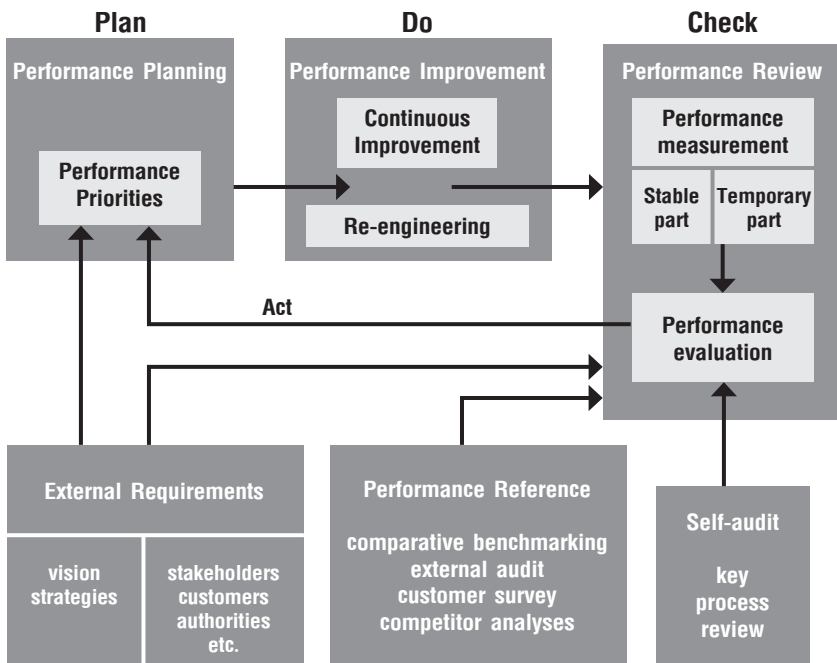 Plan
Do
Check
Performance Planning
Performance
Priorities
Performance Improvement
Continuous
Improvement
Re-engineering
Performance Review
Performance
measurement
Stable
part
Temporary
part
Performance
evaluation
Act
External Requirements
vision
strategies
stakeholders
customers
authorities
etc.
Performance Reference
comparative benchmarking
external audit
customer survey
competitor analyses
Self-audit
key
process
review